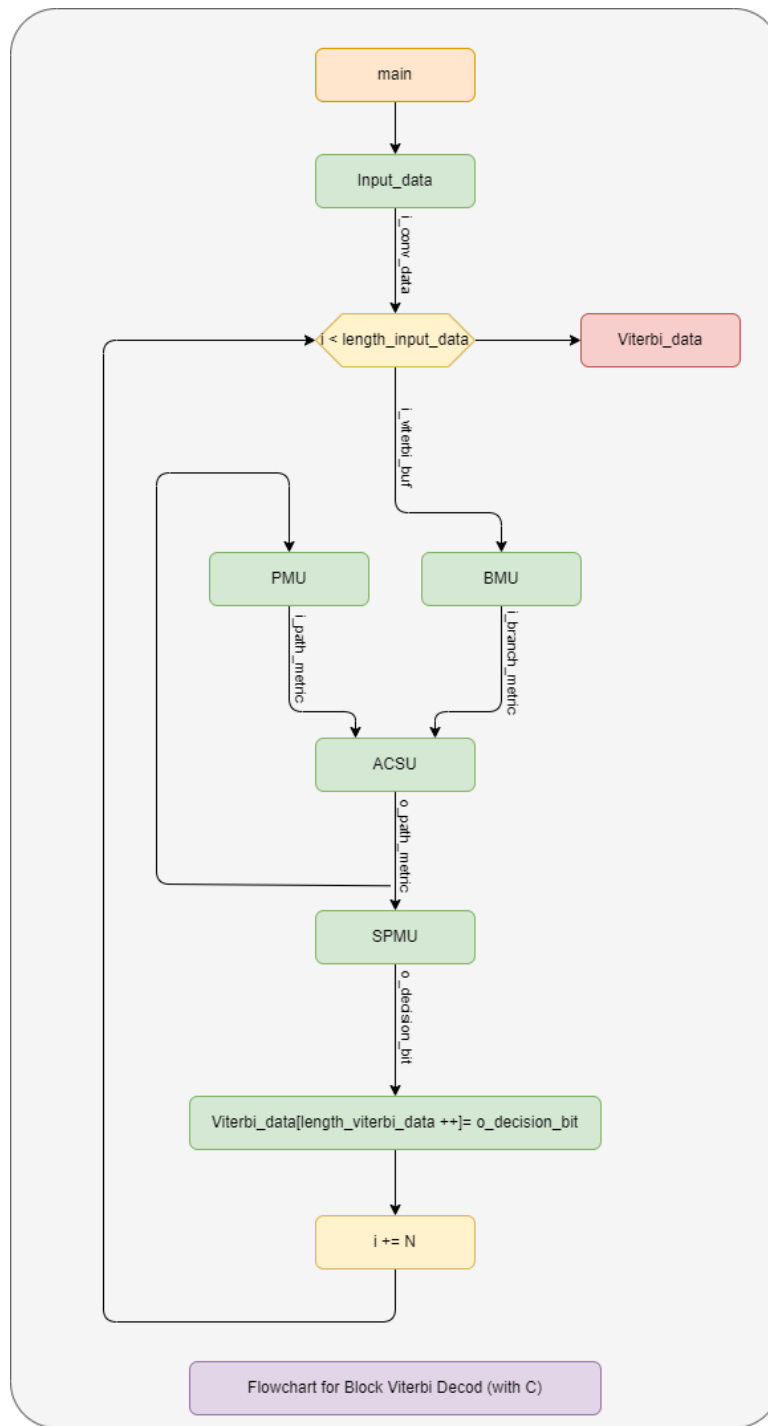 main
Input_data
i_conv_data
i < length_input_data
Viterbi_data
i_viterbi_buf
PMU
BMU
i_path_metric
i_branch_metric
ACSU
o_path_metric
SPMU
o_decision_bit
Viterbi_data[length_viterbi_data ++]= o_decision_bit
i += N
Flowchart for Block Viterbi Decod (with C)